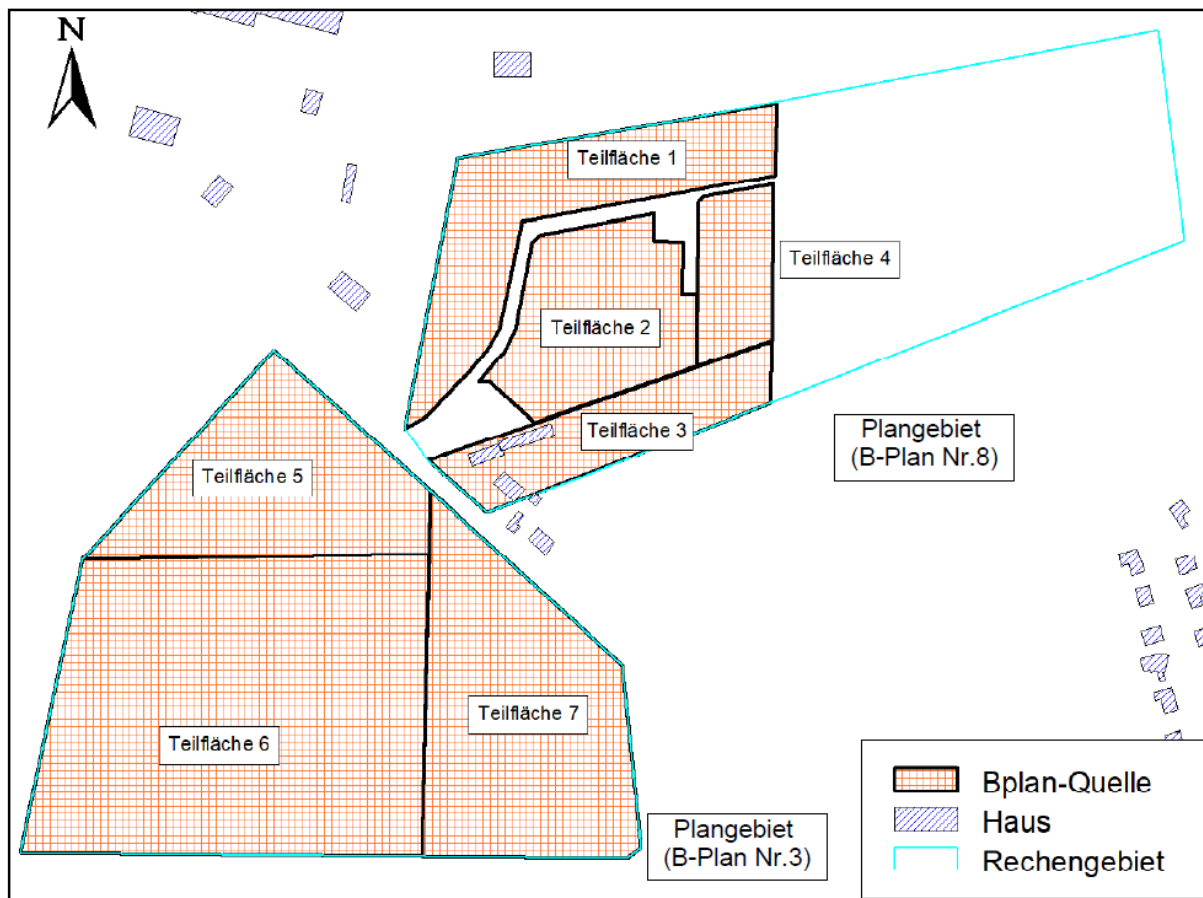 N
Teilfläche 1
Teilfläche 4
Teilfläche 2
Teilfläche 3
Plangebiet
(B-Plan Nr.8)
Teilfläche 5
Teilfläche 7
Teilfläche 6
Plangebiet
(B-Plan Nr.3)
Bplan-Quelle
Haus
Rechengebiet